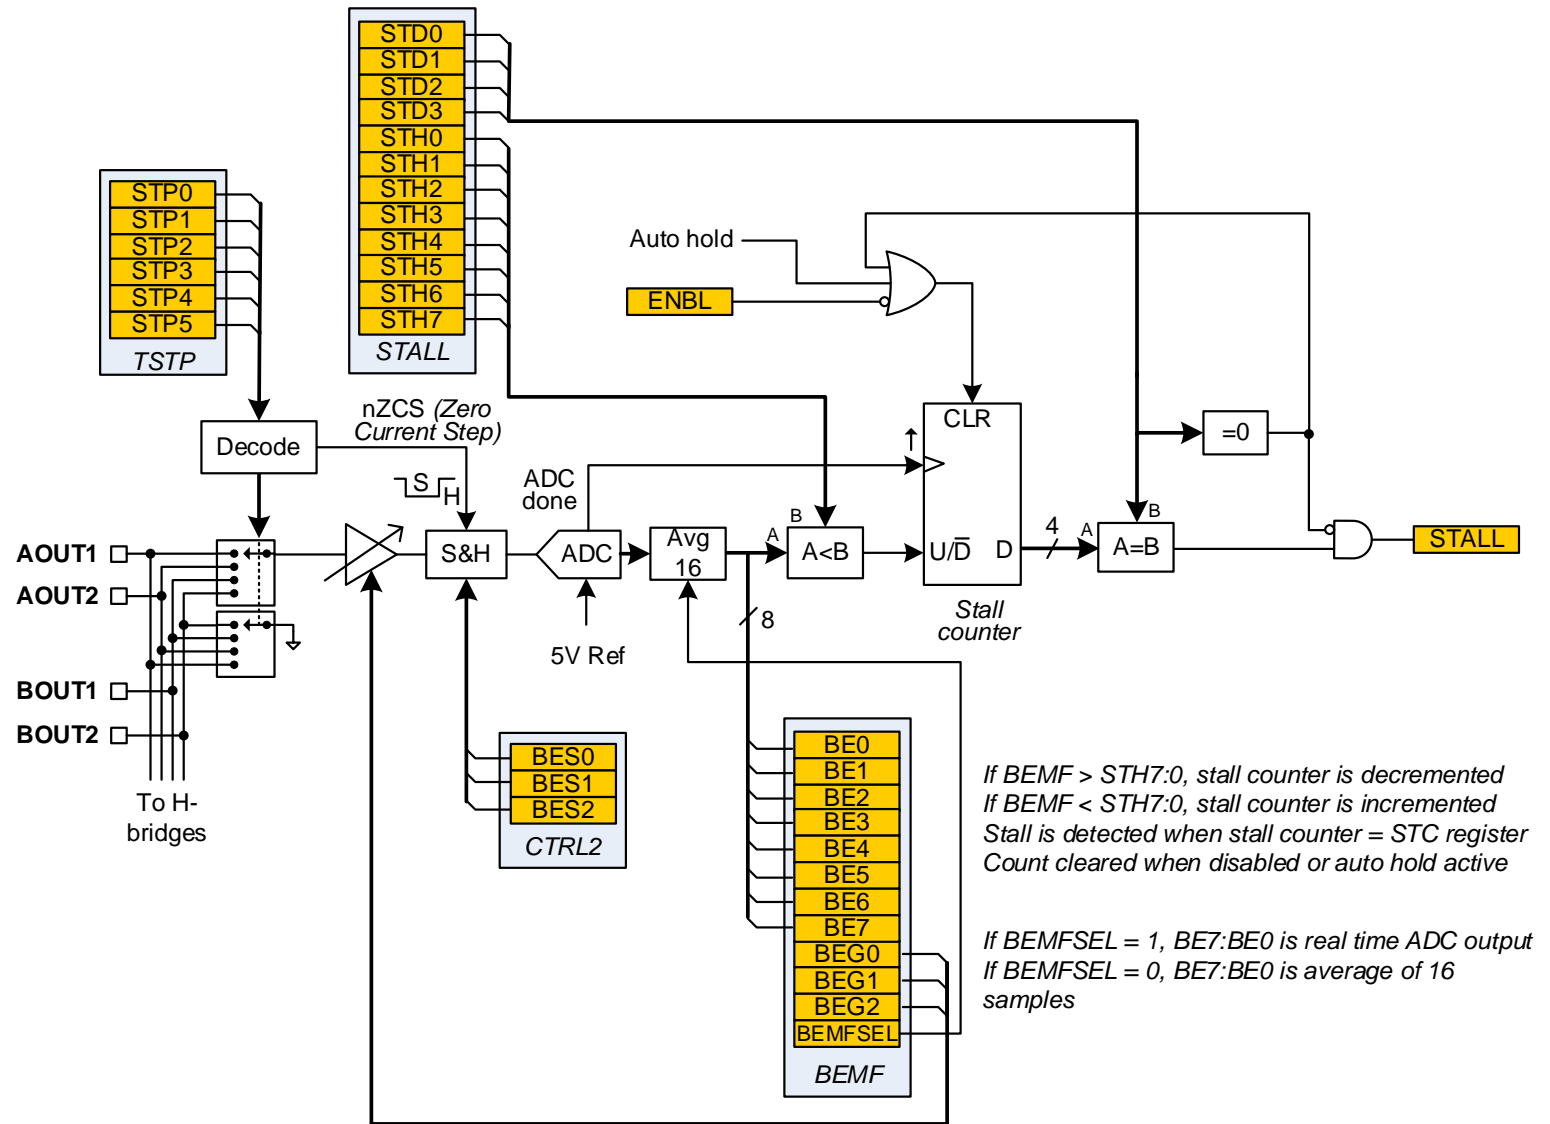 STD0
STD1
STD2
STD3
STH0
STH1
STH2
STH3
STH4
STH5
STH6
STH7
STALL
STP0
STP1
STP2
STP3
STP4
STP5
TSTP
Auto hold
ENBL
nZCS (Zero
Current Step)
Decode
S
H
ADC
done
CLR
=0
B
A
B
4
A
AOUT1
AOUT2
BOUT1
BOUT2
S&H
ADC
Avg
16
A<B
U/D̅
D
A=B
STALL
Stall
counter
5V Ref
8
To H-
bridges
BES0
BES1
BES2
CTRL2
BE0
BE1
BE2
BE3
BE4
BE5
BE6
BE7
BEG0
BEG1
BEG2
BEMFSEL
BEMF
If BEMF > STH7:0, stall counter is decremented
If BEMF < STH7:0, stall counter is incremented
Stall is detected when stall counter = STC register
Count cleared when disabled or auto hold active
If BEMFSEL = 1, BE7:BE0 is real time ADC output
If BEMFSEL = 0, BE7:BE0 is average of 16
samples